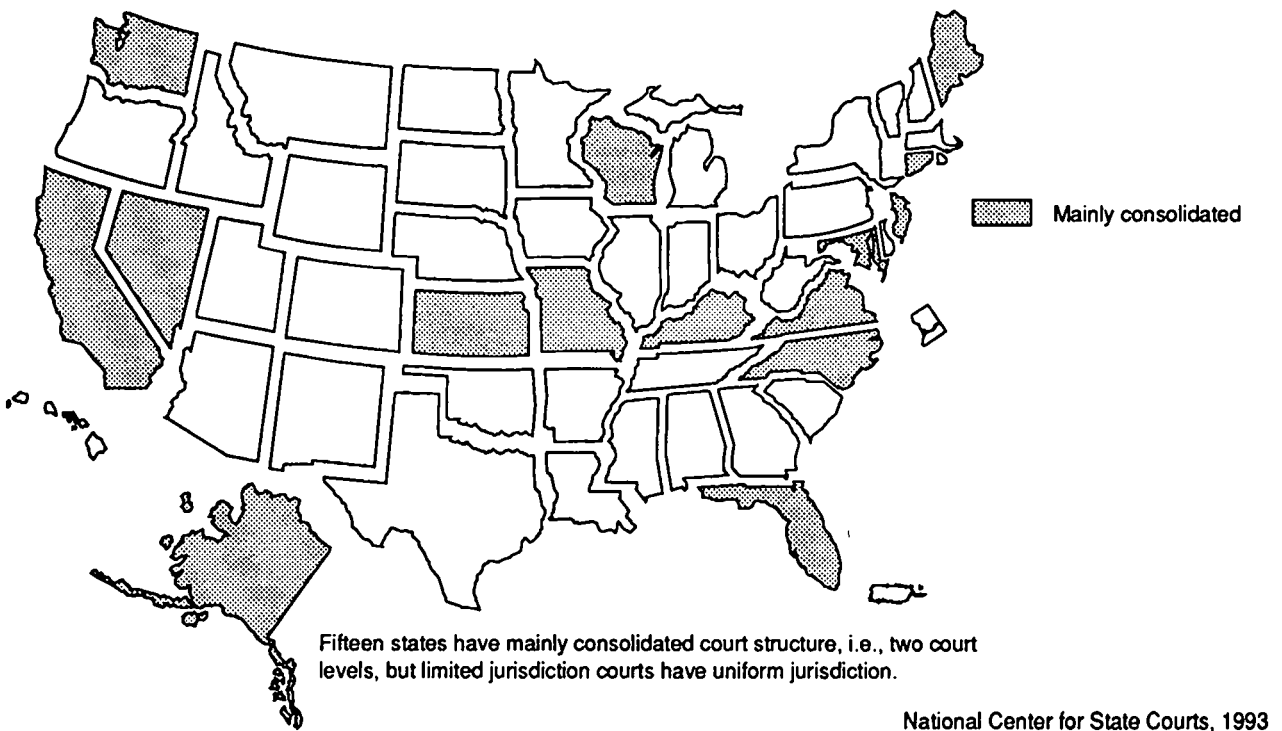 Mainly consolidated
Fifteen states have mainly consolidated court structure, i.e., two court
levels, but limited jurisdiction courts have uniform jurisdiction.
National Center for State Courts, 1993